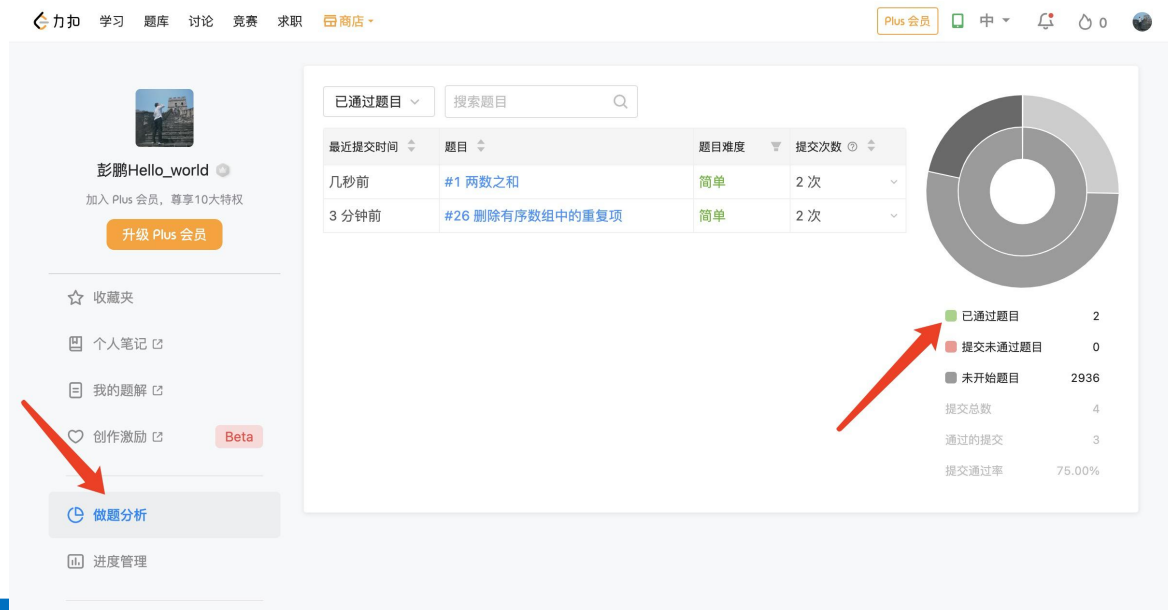 力扣 学习 题库 讨论 竞赛 求职 商店 Plus 会员 中 0
彭鹏Hello_world
加入 Plus 会员，尊享10大特权
升级 Plus 会员
收藏夹
个人笔记
我的题解
创作激励 Beta
做题分析
进度管理
已通过题目 搜索题目
最近提交时间 题目 题目难度 提交次数
几秒前 #1 两数之和 简单 2 次
3 分钟前 #26 删除有序数组中的重复项 简单 2 次
已通过题目 2
提交未通过题目 0
未开始题目 2936
提交总数 4
通过的提交 3
提交通过率 75.00%